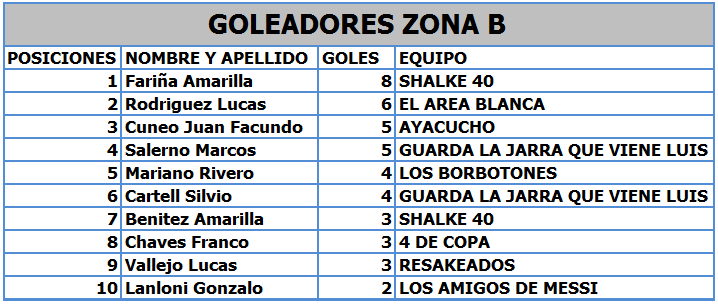 GOLEADORES ZONA B
POSICIONES NOMBRE Y APELLIDO GOLES EQUIPO
1 Fariña Amarilla 8 SHALKE 40
2 Rodriguez Lucas 6 EL AREA BLANCA
3 Cuneo Juan Facundo 5 AYACUCHO
4 Salerno Marcos 5 GUARDA LA JARRA QUE VIENE LUIS
5 Mariano Rivero 4 LOS BORBOTONES
6 Cartell Silvio 4 GUARDA LA JARRA QUE VIENE LUIS
7 Benitez Amarilla 3 SHALKE 40
8 Chaves Franco 3 4 DE COPA
9 Vallejo Lucas 3 RESAKEADOS
10 Lanloni Gonzalo 2 LOS AMIGOS DE MESSI